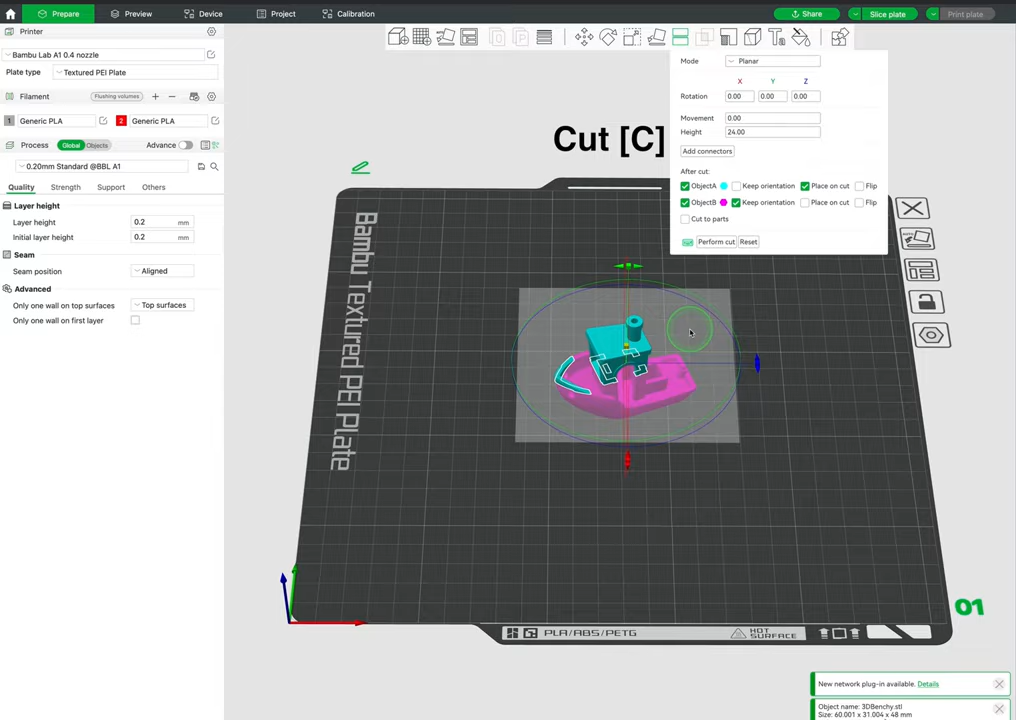 Prepare
Preview
Device
Project
Calibration
Share
Slice plate
Print plate
Printer
Bambu Lab A1 0.4 nozzle
Plate type
Textured PEI Plate
Filament
Flushing volumes
1
Generic PLA
2
Generic PLA
Process
Global
Objects
Advance
0.20mm Standard @BBL A1
Quality
Strength
Support
Others
Layer height
Layer height
0.2
mm
Initial layer height
0.2
mm
Seam
Seam position
Aligned
Advanced
Only one wall on top surfaces
Top surfaces
Only one wall on first layer
Cut [C]
Mode
Planar
X
Y
Z
Rotation
0.00
0.00
0.00
Movement
0.00
Height
24.00
Add connectors
After cut:
ObjectA
Keep orientation
Place on cut
Flip
ObjectB
Keep orientation
Place on cut
Flip
Cut to parts
Perform cut
Reset
AUTO
Bambu Textured PEI Plate
01
PLA/ABS/PETG
HOT
SURFACE
New network plug-in available. Details
Object name: 3DBenchy.stl
Size: 60.001 x 31.004 x 48 mm